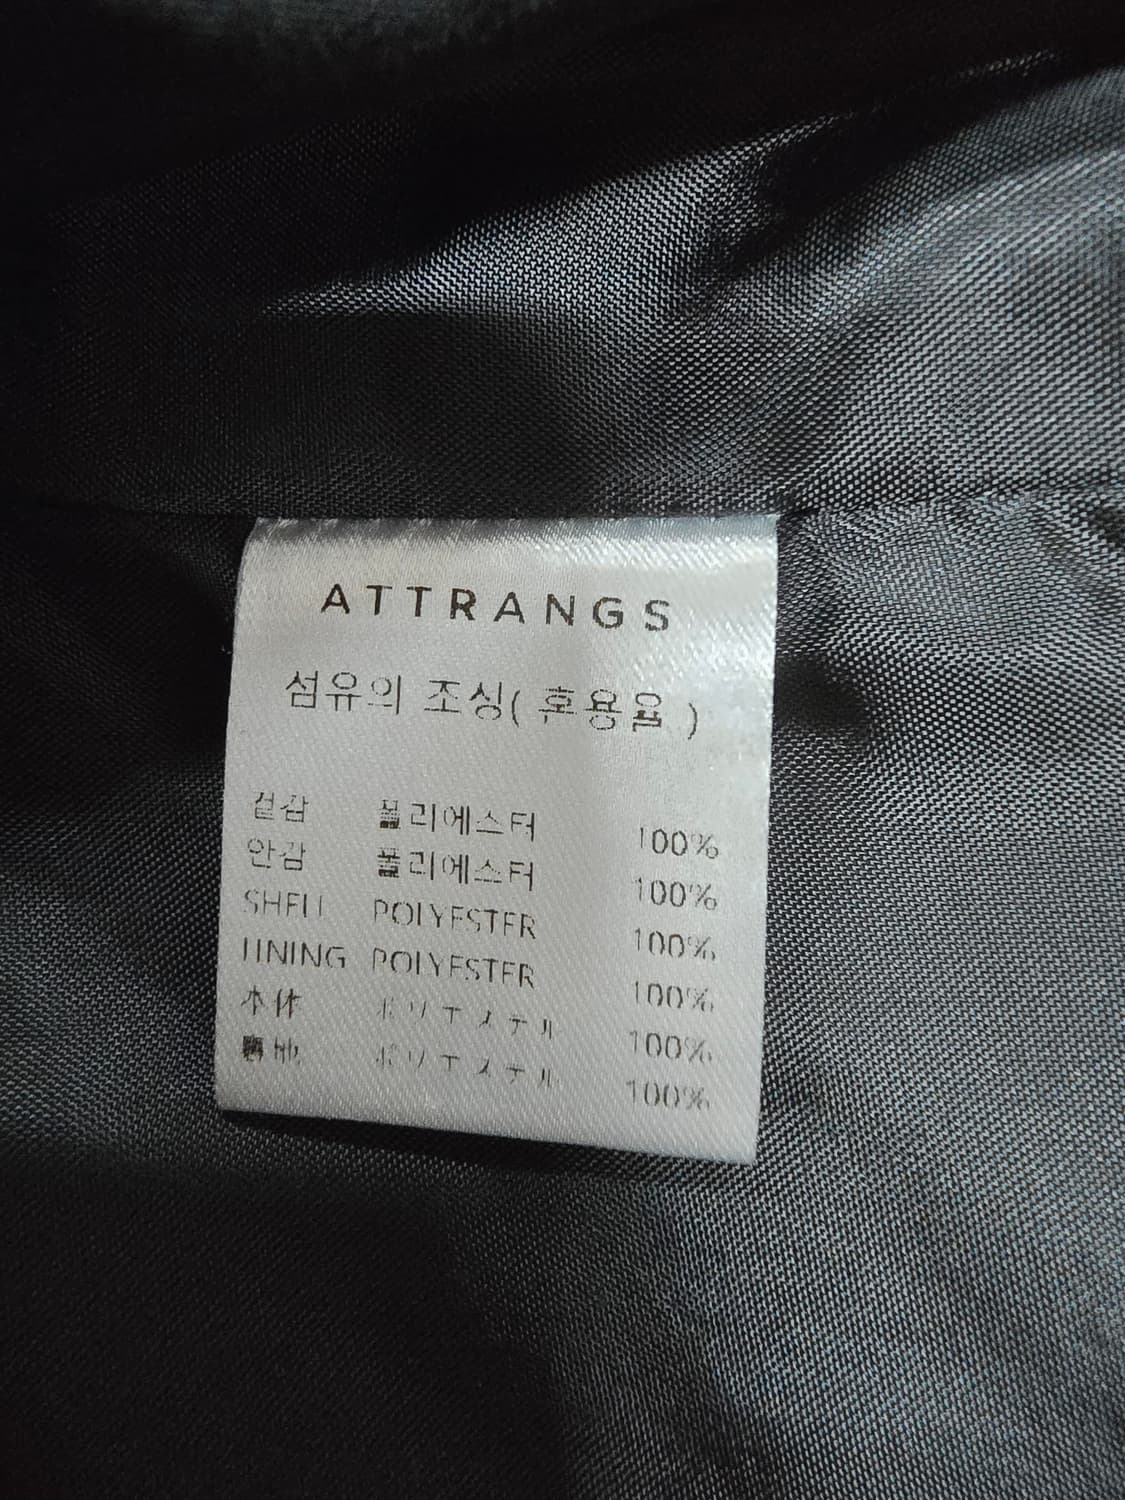 ATTRANGS
섬유의 조성( 혼용율 )
겉감 폴리에스터 100%
안감 폴리에스터 100%
SHELL POLYESTER 100%
LINING POLYESTER 100%
本体 ポリエステル 100%
裏地 ポリエステル 100%